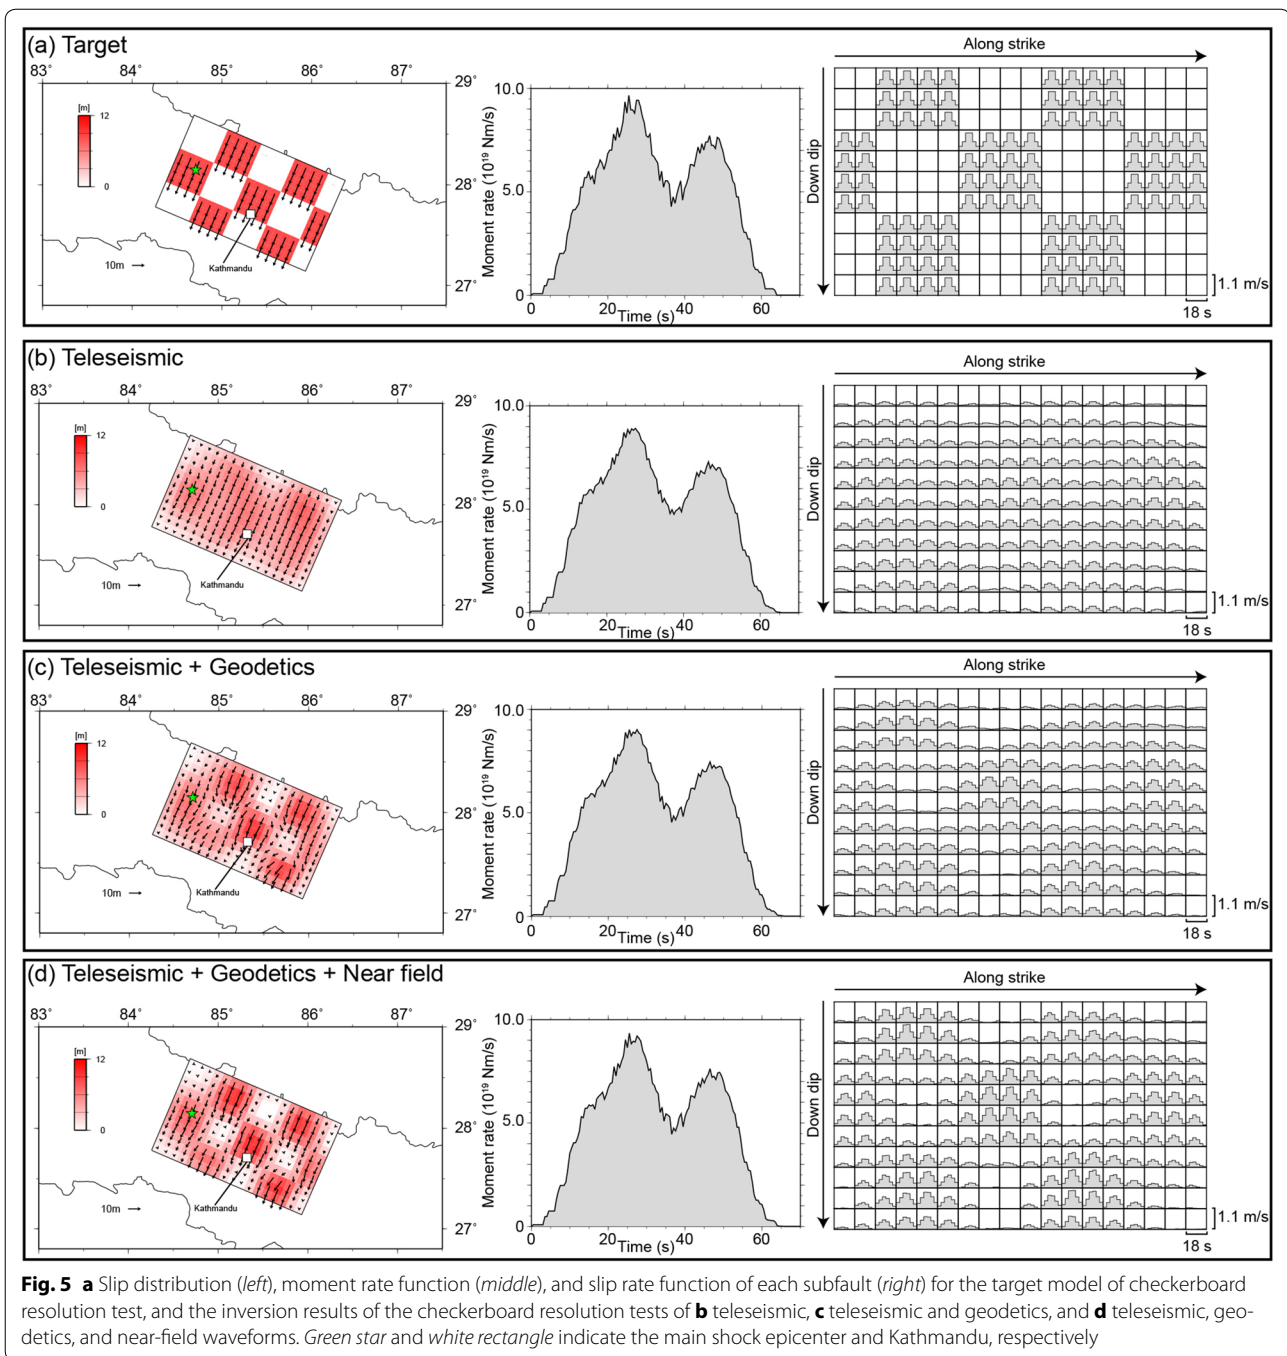 (a) Target
83° 84° 85° 86° 87°
29°
28°
27°
[m]
12
0
10m
Kathmandu
10.0
5.0
0
Moment rate (10¹⁹ Nm/s)
0 20 40 60
Time (s)
Along strike
Down dip
1.1 m/s
18 s
(b) Teleseismic
83° 84° 85° 86° 87°
29°
28°
27°
[m]
12
0
10m
Kathmandu
10.0
5.0
0
Moment rate (10¹⁹ Nm/s)
0 20 40 60
Time (s)
Along strike
Down dip
1.1 m/s
18 s
(c) Teleseismic + Geodetics
83° 84° 85° 86° 87°
29°
28°
27°
[m]
12
0
10m
Kathmandu
10.0
5.0
0
Moment rate (10¹⁹ Nm/s)
0 20 40 60
Time (s)
Along strike
Down dip
1.1 m/s
18 s
(d) Teleseismic + Geodetics + Near field
83° 84° 85° 86° 87°
29°
28°
27°
[m]
12
0
10m
Kathmandu
10.0
5.0
0
Moment rate (10¹⁹ Nm/s)
0 20 40 60
Time (s)
Along strike
Down dip
1.1 m/s
18 s
Fig. 5 a Slip distribution (left), moment rate function (middle), and slip rate function of each subfault (right) for the target model of checkerboard
resolution test, and the inversion results of the checkerboard resolution tests of b teleseismic, c teleseismic and geodetics, and d teleseismic, geo-
detics, and near-field waveforms. Green star and white rectangle indicate the main shock epicenter and Kathmandu, respectively